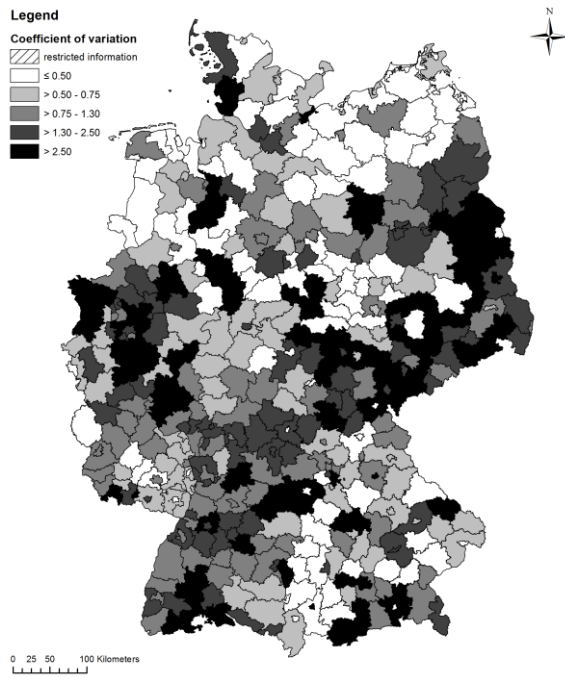 Legend
Coefficient of variation
restricted information
≤ 0.50
> 0.50 - 0.75
> 0.75 - 1.30
> 1.30 - 2.50
> 2.50
N
0 25 50 100 Kilometers